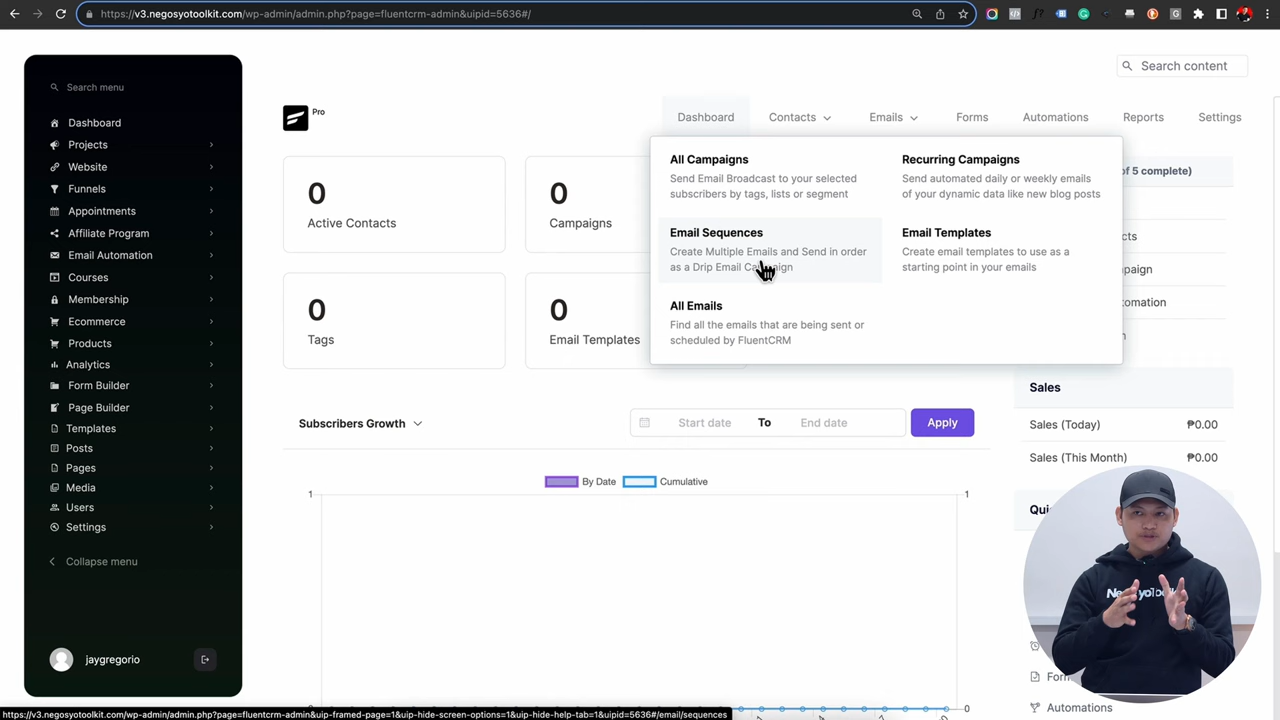 https://v3.negosyotoolkit.com/wp-admin/admin.php?page=fluentcrm-admin&uipid=5636#/
Search content
Search menu
Dashboard
Projects
Website
Funnels
Appointments
Affiliate Program
Email Automation
Courses
Membership
Ecommerce
Products
Analytics
Form Builder
Page Builder
Templates
Posts
Pages
Media
Users
Settings
Collapse menu
jaygregorio
Pro
Dashboard
Contacts
Emails
Forms
Automations
Reports
Settings
0
Active Contacts
0
Campaigns
0
Tags
0
Email Templates
All Campaigns
Send Email Broadcast to your selected
subscribers by tags, lists or segment
Recurring Campaigns
Send automated daily or weekly emails
of your dynamic data like new blog posts
Email Sequences
Create Multiple Emails and Send in order
as a Drip Email Campaign
Email Templates
Create email templates to use as a
starting point in your emails
All Emails
Find all the emails that are being sent or
scheduled by FluentCRM
of 5 complete)
Subscribers Growth
Start date
To
End date
Apply
By Date
Cumulative
1
1
0
Sales
Sales (Today)
₱0.00
Sales (This Month)
₱0.00
Automations
https://v3.negosyotoolkit.com/wp-admin/admin.php?page=fluentcrm-admin&uip-framed-page=1&uip-hide-screen-options=1&uip-hide-help-tab=1&uipid=5636#/email/sequences